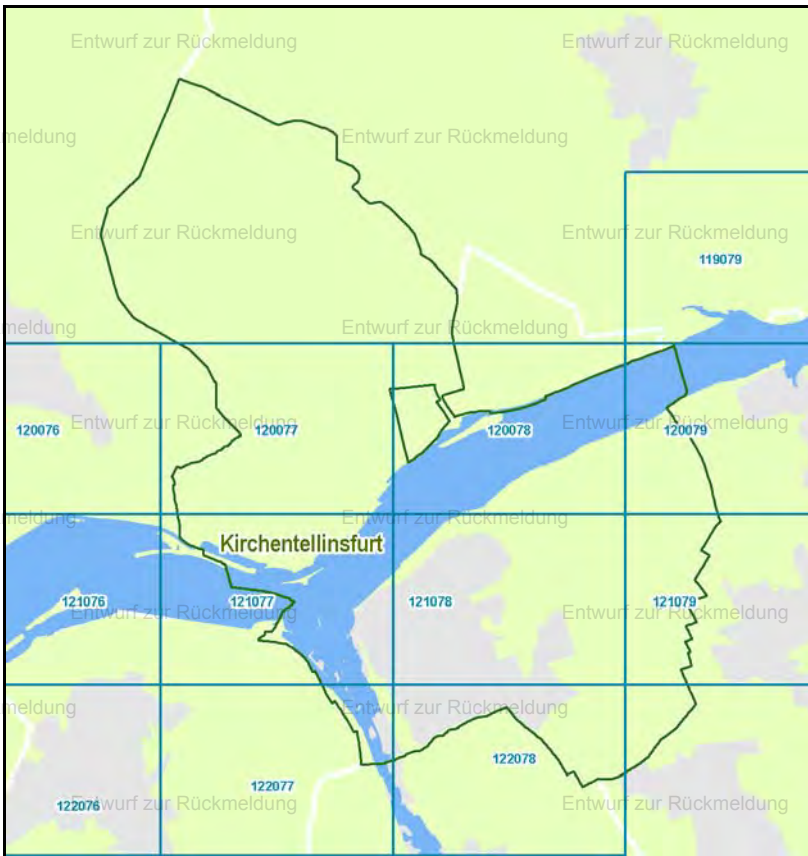 Entwurf zur Rückmeldung Entwurf zur Rückmeldung
meldung Entwurf zur Rückmeldung
Entwurf zur Rückmeldung Entwurf zur Rückmeldung
119079
meldung Entwurf zur Rückmeldung
Entwurf zur Rückmeldung Entwurf zur Rückmeldung
120076 120077 120078 120079
meldung Entwurf zur Rückmeldung
Kirchentellinsfurt
121076 121077 121078 121079
Entwurf zur Rückmeldung Entwurf zur Rückmeldung
meldung Entwurf zur Rückmeldung
122077 122078
122076
Entwurf zur Rückmeldung Entwurf zur Rückmeldung